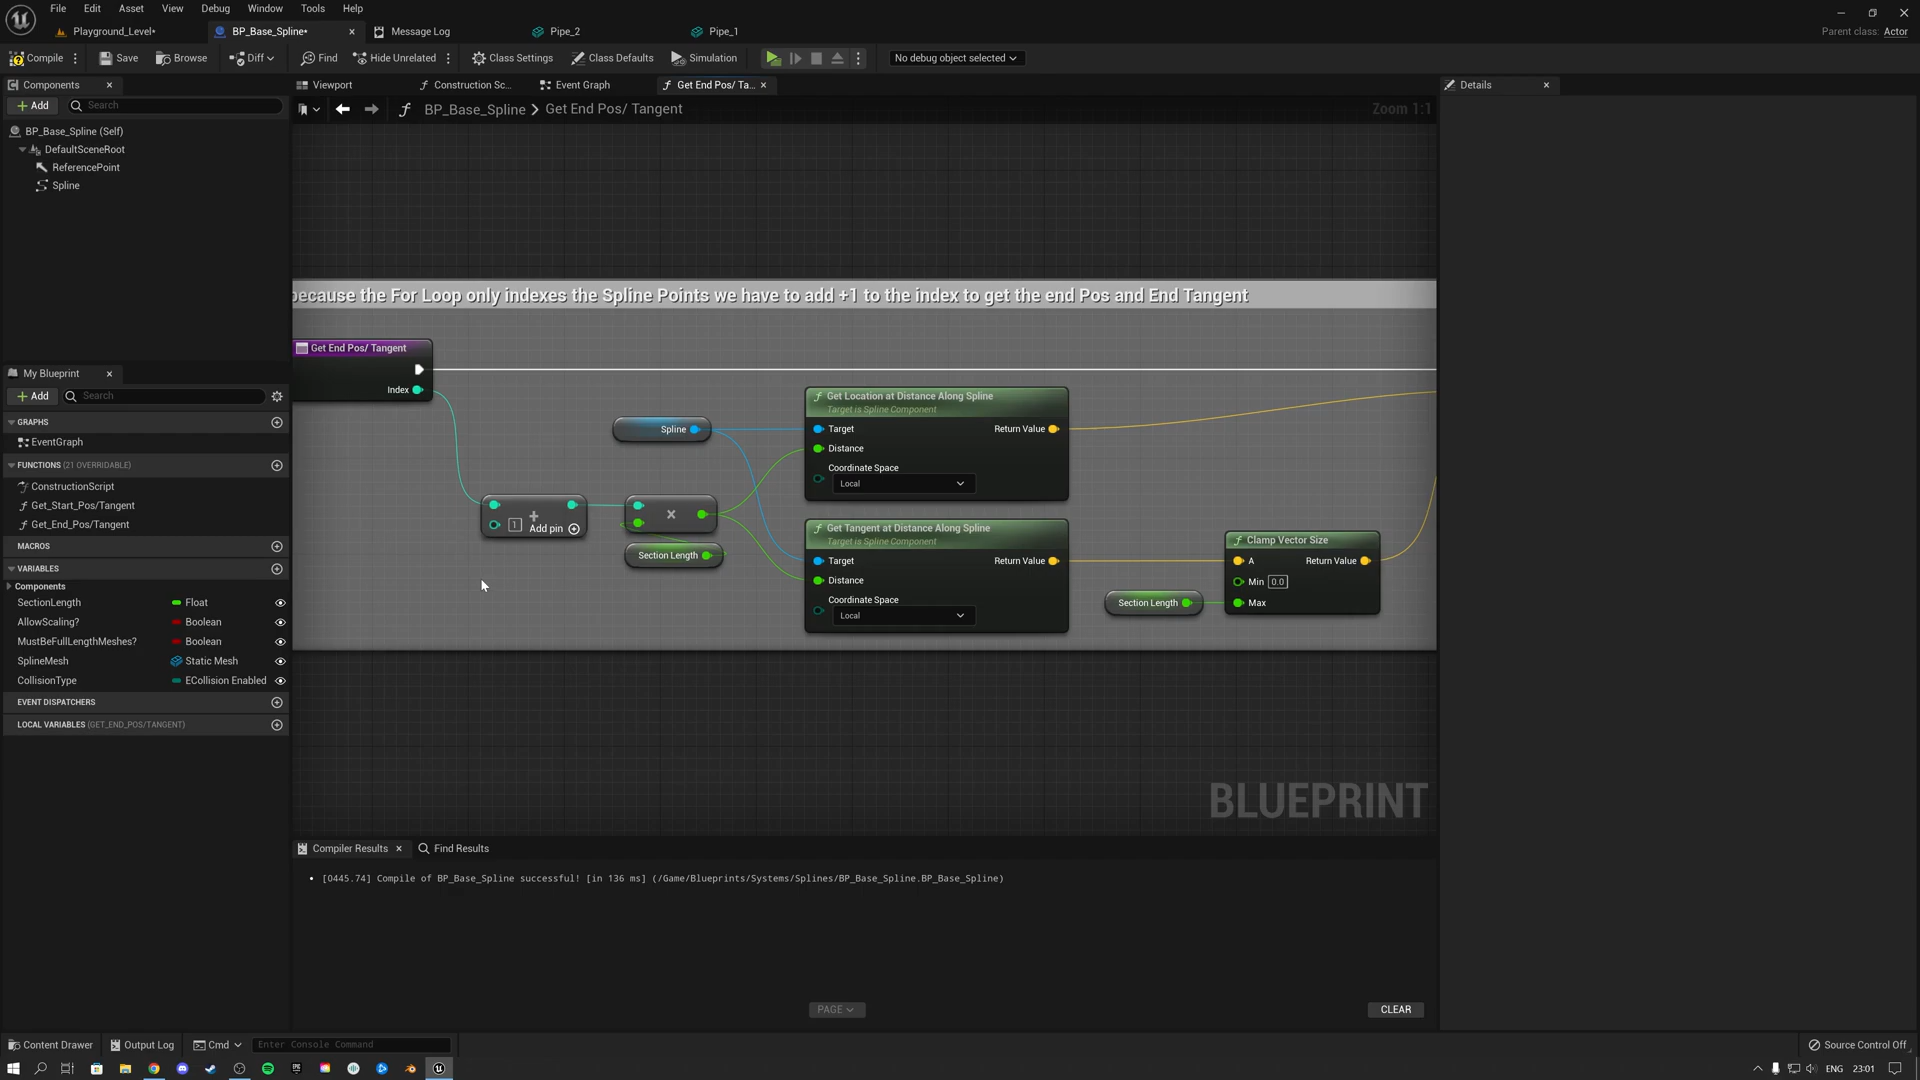 File Edit Asset View Debug Window Tools Help
Playground_Level* BP_Base_Spline* Message Log Pipe_2 Pipe_1 Parent class: Actor
Compile Save Browse Diff Find Hide Unrelated Class Settings Class Defaults Simulation No debug object selected
Components Viewport Construction Sc... Event Graph Get End Pos/ Ta... Details
Add Search BP_Base_Spline > Get End Pos/ Tangent Zoom 1:1
BP_Base_Spline (Self)
DefaultSceneRoot
ReferencePoint
Spline
because the For Loop only indexes the Spline Points we have to add +1 to the index to get the end Pos and End Tangent
Get End Pos/ Tangent
Index
Spline
Get Location at Distance Along Spline
Target is Spline Component
Target Return Value
Distance
Coordinate Space
Local
1 + Add pin
×
Section Length
Get Tangent at Distance Along Spline
Target is Spline Component
Target Return Value
Distance
Coordinate Space
Local
Section Length
Clamp Vector Size
A Return Value
Min 0.0
Max
BLUEPRINT
My Blueprint
Add Search
GRAPHS
EventGraph
FUNCTIONS (21 OVERRIDABLE)
ConstructionScript
Get_Start_Pos/Tangent
Get_End_Pos/Tangent
MACROS
VARIABLES
Components
SectionLength Float
AllowScaling? Boolean
MustBeFullLengthMeshes? Boolean
SplineMesh Static Mesh
CollisionType ECollision Enabled
EVENT DISPATCHERS
LOCAL VARIABLES (GET_END_POS/TANGENT)
Compiler Results Find Results
[0445.74] Compile of BP_Base_Spline successful! [in 136 ms] (/Game/Blueprints/Systems/Splines/BP_Base_Spline.BP_Base_Spline)
PAGE CLEAR
Content Drawer Output Log Cmd Enter Console Command Source Control Off
ENG 23:01